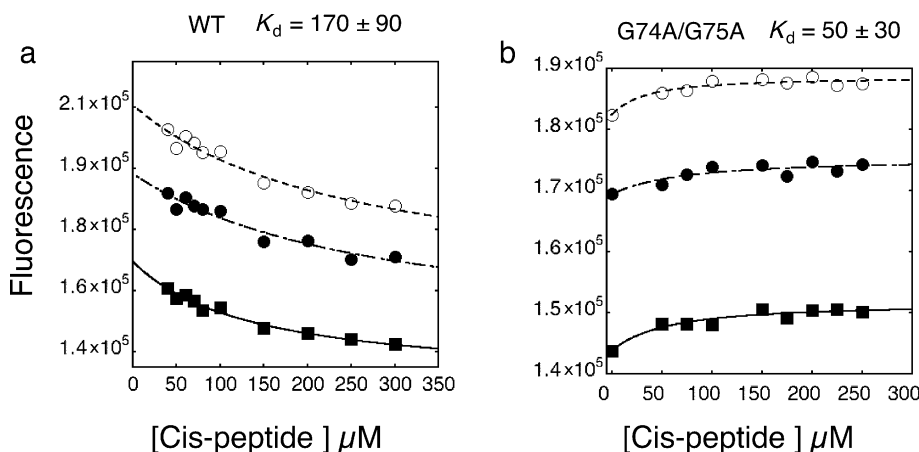 WT K_d = 170 ± 90
a
Fluorescence
2.1×10⁵
1.9×10⁵
1.8×10⁵
1.6×10⁵
1.4×10⁵
0 50 100 150 200 250 300 350
[Cis-peptide ] µM
G74A/G75A K_d = 50 ± 30
b
1.9×10⁵
1.8×10⁵
1.7×10⁵
1.6×10⁵
1.5×10⁵
1.4×10⁵
0 50 100 150 200 250 300
[Cis-peptide ] µM